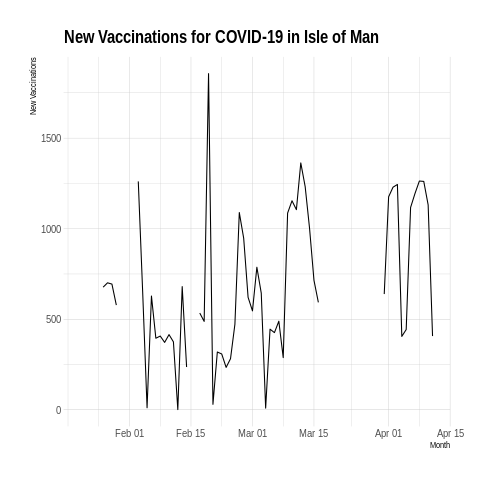 New Vaccinations for COVID-19 in Isle of Man
New Vaccinations
1500
1000
500
0
Feb 01 Feb 15 Mar 01 Mar 15 Apr 01 Apr 15
Month